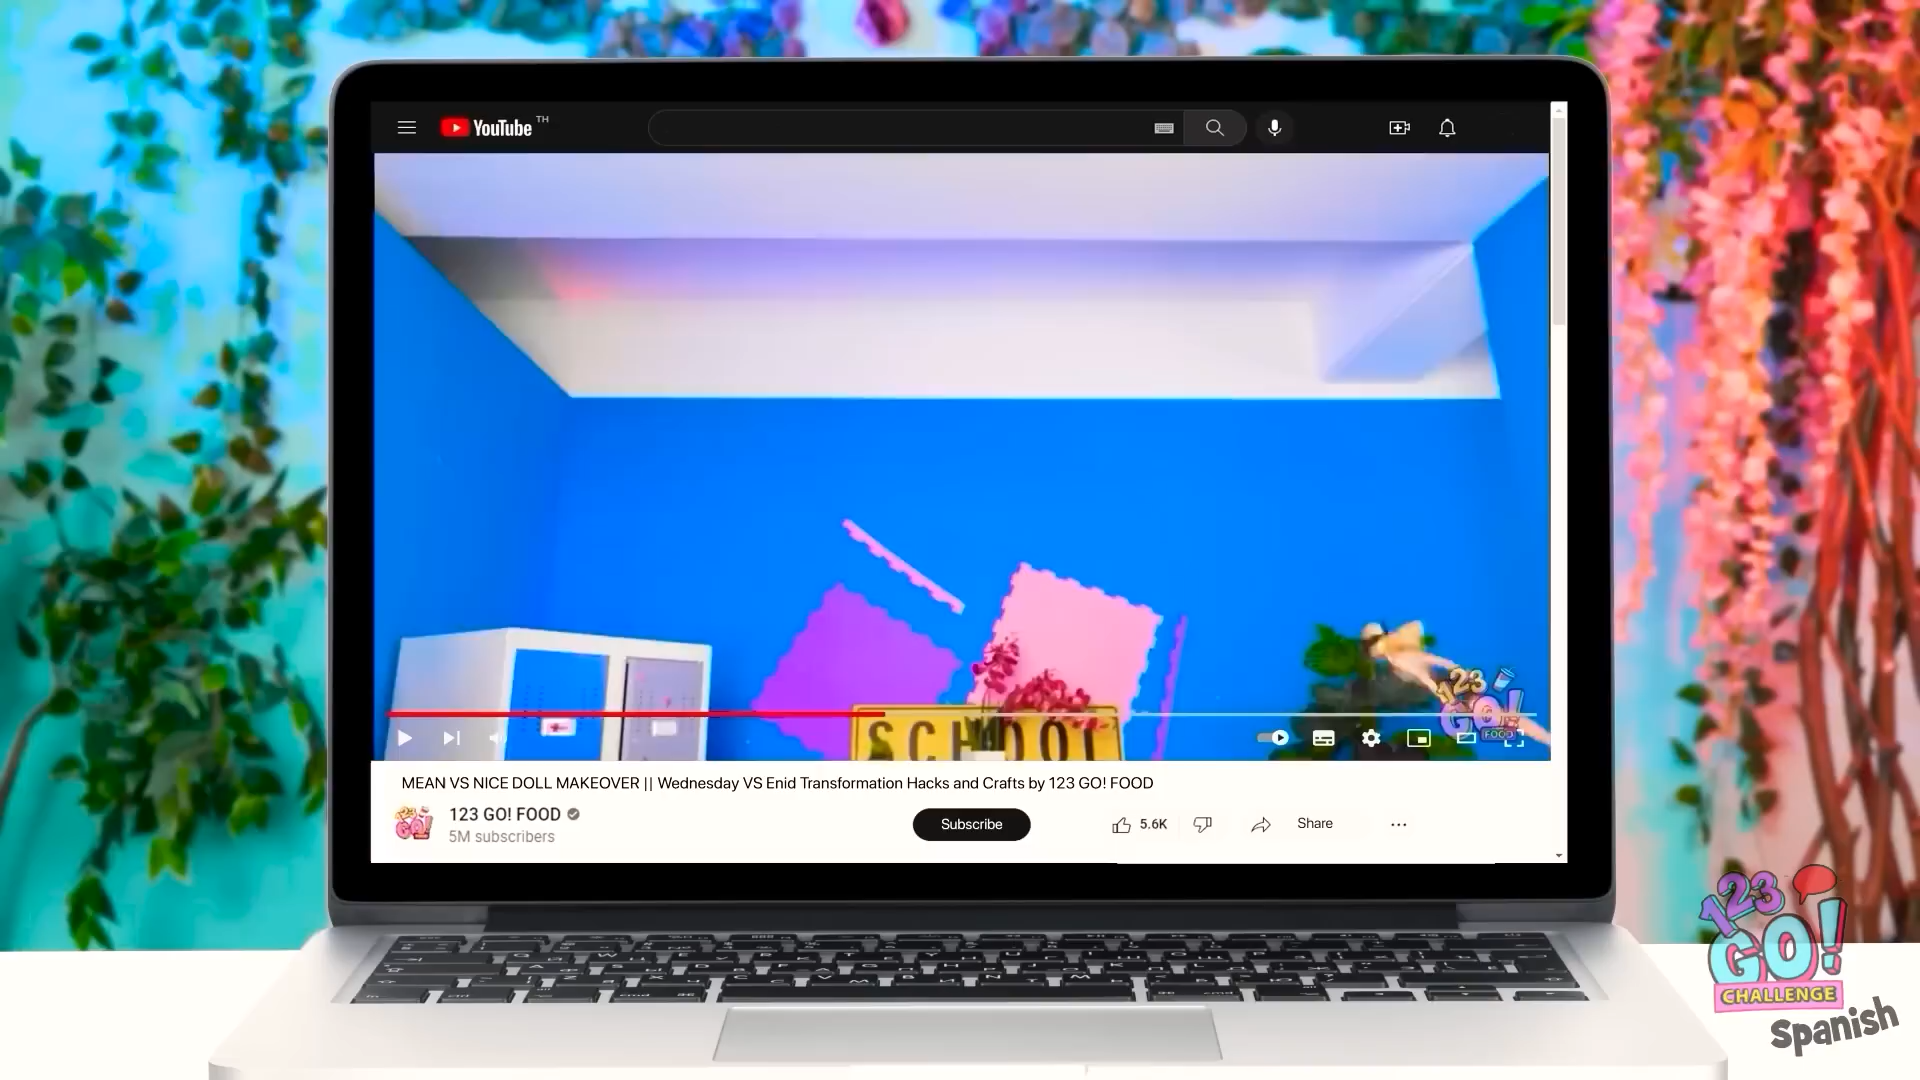 YouTube TH
SCHOOL
123 GO! FOOD
MEAN VS NICE DOLL MAKEOVER || Wednesday VS Enid Transformation Hacks and Crafts by 123 GO! FOOD
123 GO! FOOD
5M subscribers
Subscribe
5.6K
Share
123 GO! CHALLENGE
Spanish